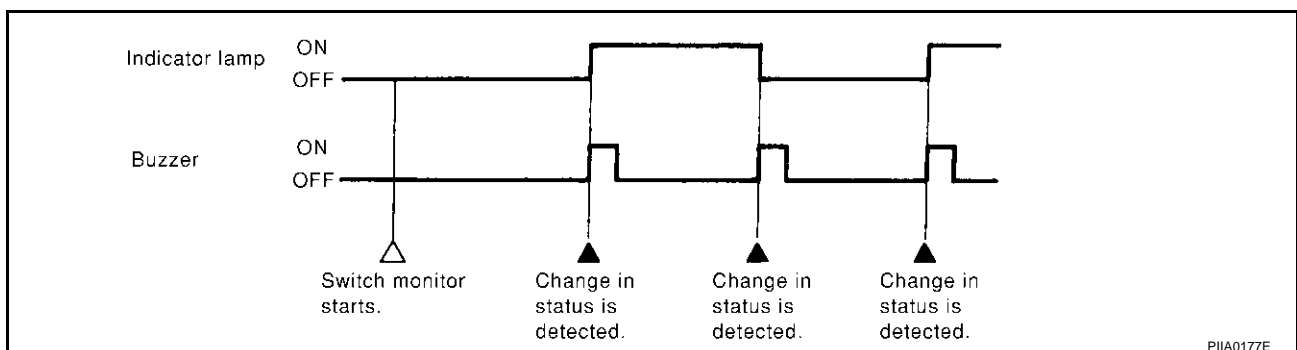 Indicator lamp
ON
OFF
Buzzer
ON
OFF
Switch monitor
starts.
Change in
status is
detected.
Change in
status is
detected.
Change in
status is
detected.
PIIA0177E